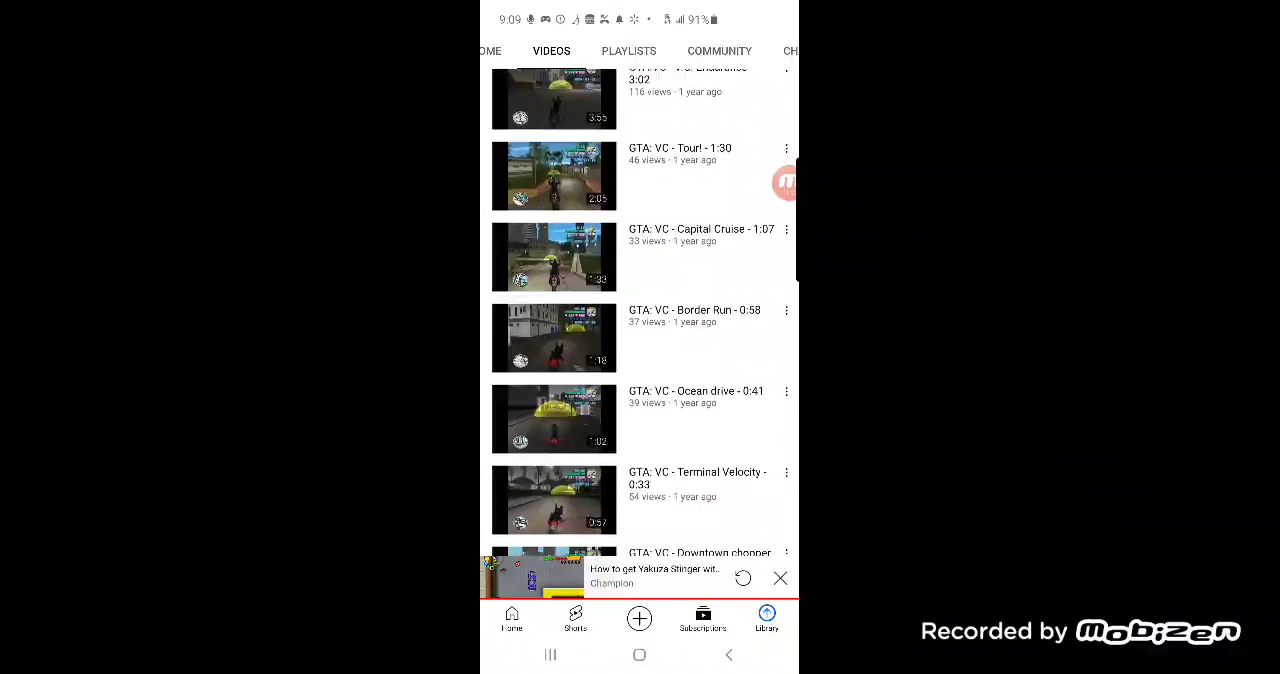 9:09 91%
OME VIDEOS PLAYLISTS COMMUNITY CH
GTA: VC - V.C. Endurance -
3:02
116 views · 1 year ago
3:55
GTA: VC - Tour! - 1:30
46 views · 1 year ago
2:05
GTA: VC - Capital Cruise - 1:07
33 views · 1 year ago
1:33
GTA: VC - Border Run - 0:58
37 views · 1 year ago
1:18
GTA: VC - Ocean drive - 0:41
39 views · 1 year ago
1:02
GTA: VC - Terminal Velocity -
0:33
54 views · 1 year ago
0:57
GTA: VC - Downtown chopper
How to get Yakuza Stinger wit..
Champion
Home Shorts Subscriptions Library
Recorded by mobizen